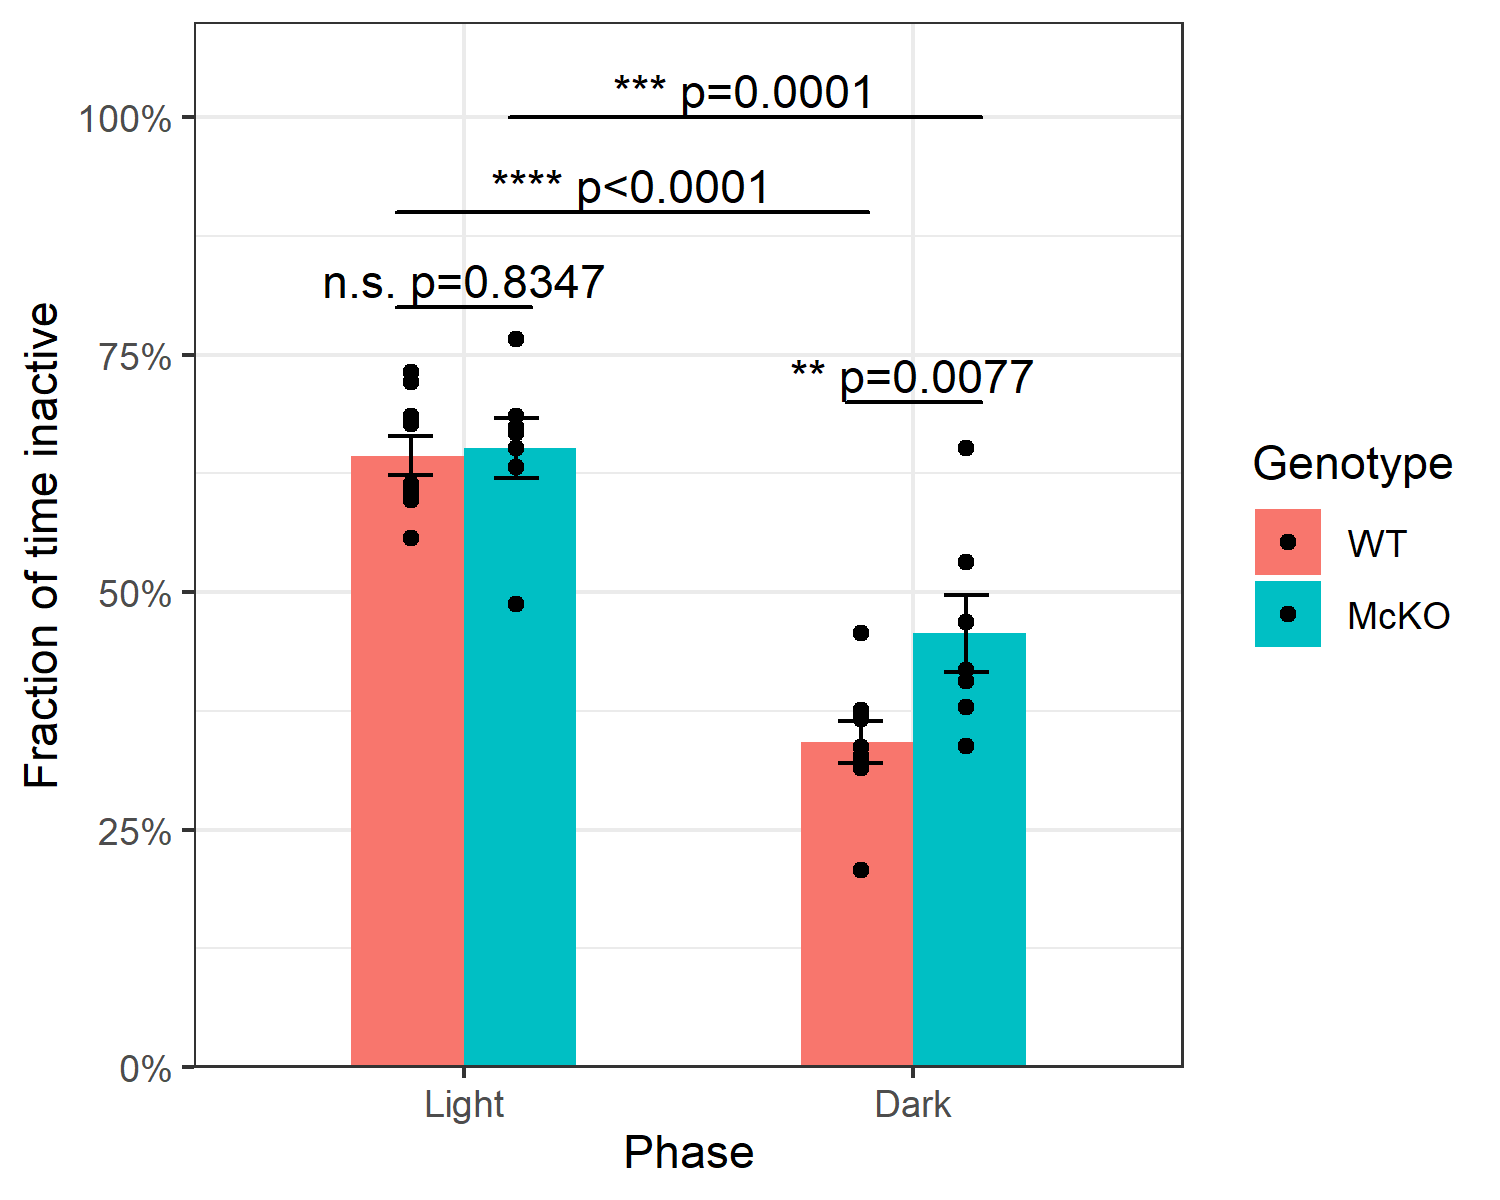 *** p=0.0001
100%
**** p<0.0001
n.s. p=0.8347
75%
** p=0.0077
50%
25%
0%
Fraction of time inactive
Light
Dark
Phase
Genotype
WT
McKO